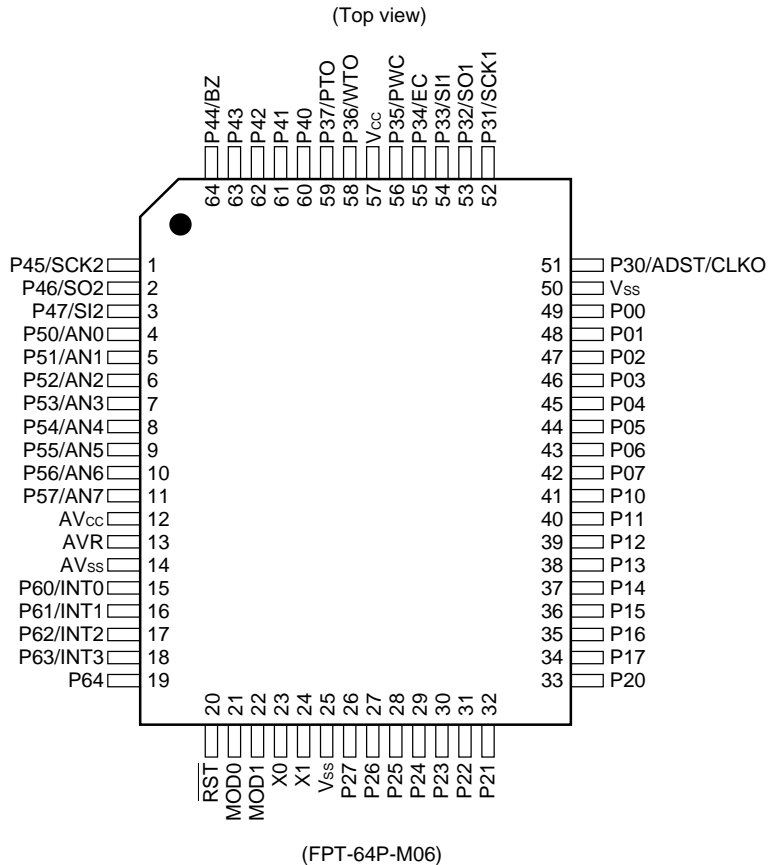 (Top view)
P44/BZ
P43
P42
P41
P40
P37/PTO
P36/WTO
Vcc
P35/PWC
P34/EC
P33/SI1
P32/SO1
P31/SCK1
64
63
62
61
60
59
58
57
56
55
54
53
52
P45/SCK2 1
P46/SO2 2
P47/SI2 3
P50/AN0 4
P51/AN1 5
P52/AN2 6
P53/AN3 7
P54/AN4 8
P55/AN5 9
P56/AN6 10
P57/AN7 11
AVcc 12
AVR 13
AVss 14
P60/INT0 15
P61/INT1 16
P62/INT2 17
P63/INT3 18
P64 19
51 P30/ADST/CLKO
50 Vss
49 P00
48 P01
47 P02
46 P03
45 P04
44 P05
43 P06
42 P07
41 P10
40 P11
39 P12
38 P13
37 P14
36 P15
35 P16
34 P17
33 P20
20
21
22
23
24
25
26
27
28
29
30
31
32
RST
MOD0
MOD1
X0
X1
Vss
P27
P26
P25
P24
P23
P22
P21
(FPT-64P-M06)